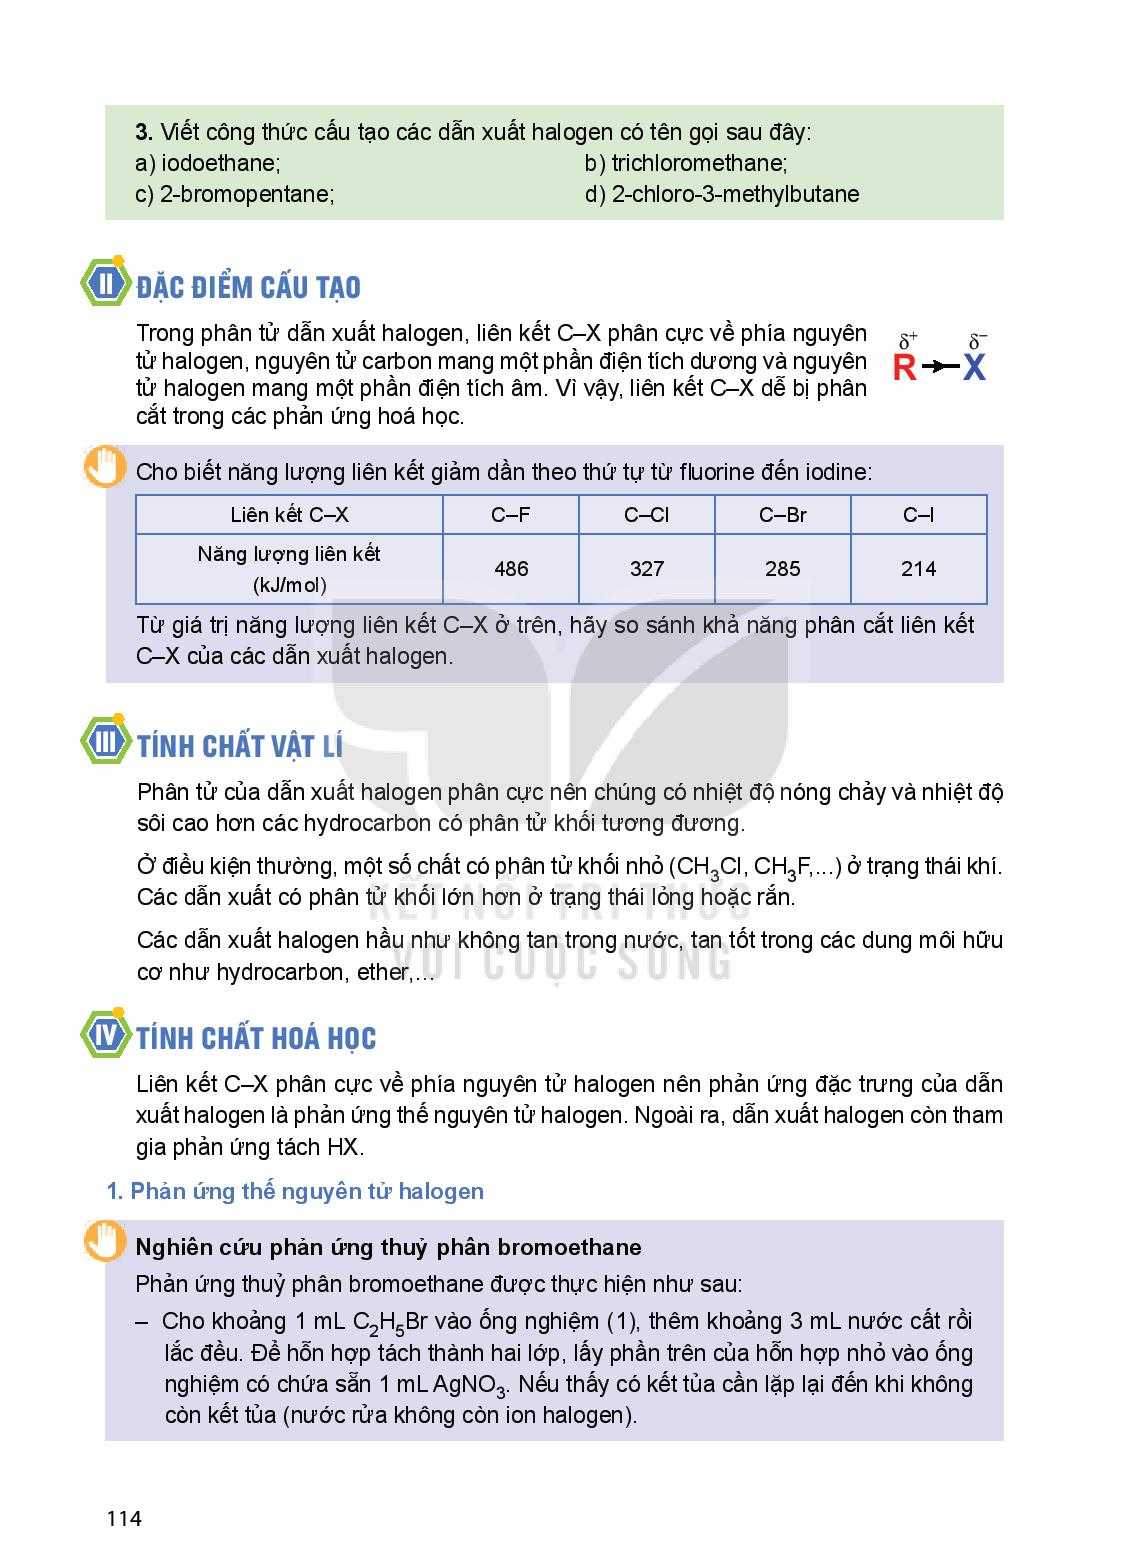 3. Viết công thức cấu tạo các dẫn xuất halogen có tên gọi sau đây:
a) iodoethane; b) trichloromethane;
c) 2-bromopentane; d) 2-chloro-3-methylbutane
II ĐẶC ĐIỂM CẤU TẠO
Trong phân tử dẫn xuất halogen, liên kết C–X phân cực về phía nguyên
tử halogen, nguyên tử carbon mang một phần điện tích dương và nguyên
tử halogen mang một phần điện tích âm. Vì vậy, liên kết C–X dễ bị phân
cắt trong các phản ứng hoá học.
δ+ δ–
R X
Cho biết năng lượng liên kết giảm dần theo thứ tự từ fluorine đến iodine:
Liên kết C–X C–F C–Cl C–Br C–I
Năng lượng liên kết
(kJ/mol) 486 327 285 214
Từ giá trị năng lượng liên kết C–X ở trên, hãy so sánh khả năng phân cắt liên kết
C–X của các dẫn xuất halogen.
III TÍNH CHẤT VẬT LÍ
Phân tử của dẫn xuất halogen phân cực nên chúng có nhiệt độ nóng chảy và nhiệt độ
sôi cao hơn các hydrocarbon có phân tử khối tương đương.
Ở điều kiện thường, một số chất có phân tử khối nhỏ (CH3Cl, CH3F,...) ở trạng thái khí.
Các dẫn xuất có phân tử khối lớn hơn ở trạng thái lỏng hoặc rắn.
KẾT NỐI TRI THỨC
Các dẫn xuất halogen hầu như không tan trong nước, tan tốt trong các dung môi hữu
cơ như hydrocarbon, ether,...
VỚI CUỘC SỐNG
IV TÍNH CHẤT HOÁ HỌC
Liên kết C–X phân cực về phía nguyên tử halogen nên phản ứng đặc trưng của dẫn
xuất halogen là phản ứng thế nguyên tử halogen. Ngoài ra, dẫn xuất halogen còn tham
gia phản ứng tách HX.
1. Phản ứng thế nguyên tử halogen
Nghiên cứu phản ứng thuỷ phân bromoethane
Phản ứng thuỷ phân bromoethane được thực hiện như sau:
– Cho khoảng 1 mL C2H5Br vào ống nghiệm (1), thêm khoảng 3 mL nước cất rồi
lắc đều. Để hỗn hợp tách thành hai lớp, lấy phần trên của hỗn hợp nhỏ vào ống
nghiệm có chứa sẵn 1 mL AgNO3. Nếu thấy có kết tủa cần lặp lại đến khi không
còn kết tủa (nước rửa không còn ion halogen).
114